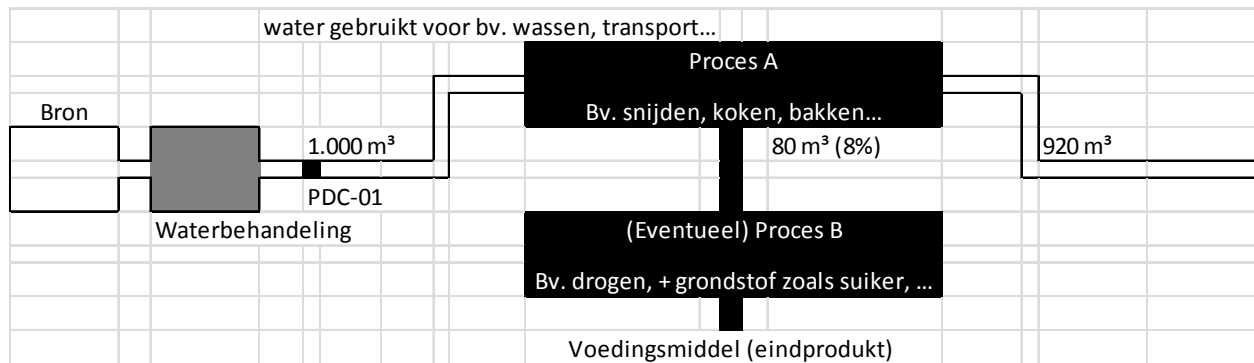 water gebruikt voor bv. wassen, transport...
Proces A
Bron
Bv. snijden, koken, bakken...
1.000 m³
80 m³ (8%)
920 m³
PDC-01
Waterbehandeling
(Eventueel) Proces B
Bv. drogen, + grondstof zoals suiker, ...
Voedingsmiddel (eindprodukt)